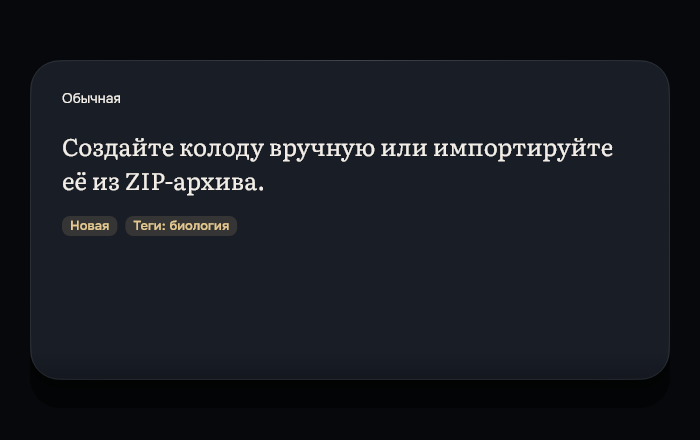 Обычная
Создайте колоду вручную или импортируйте
её из ZIP-архива.
Новая
Теги: биология